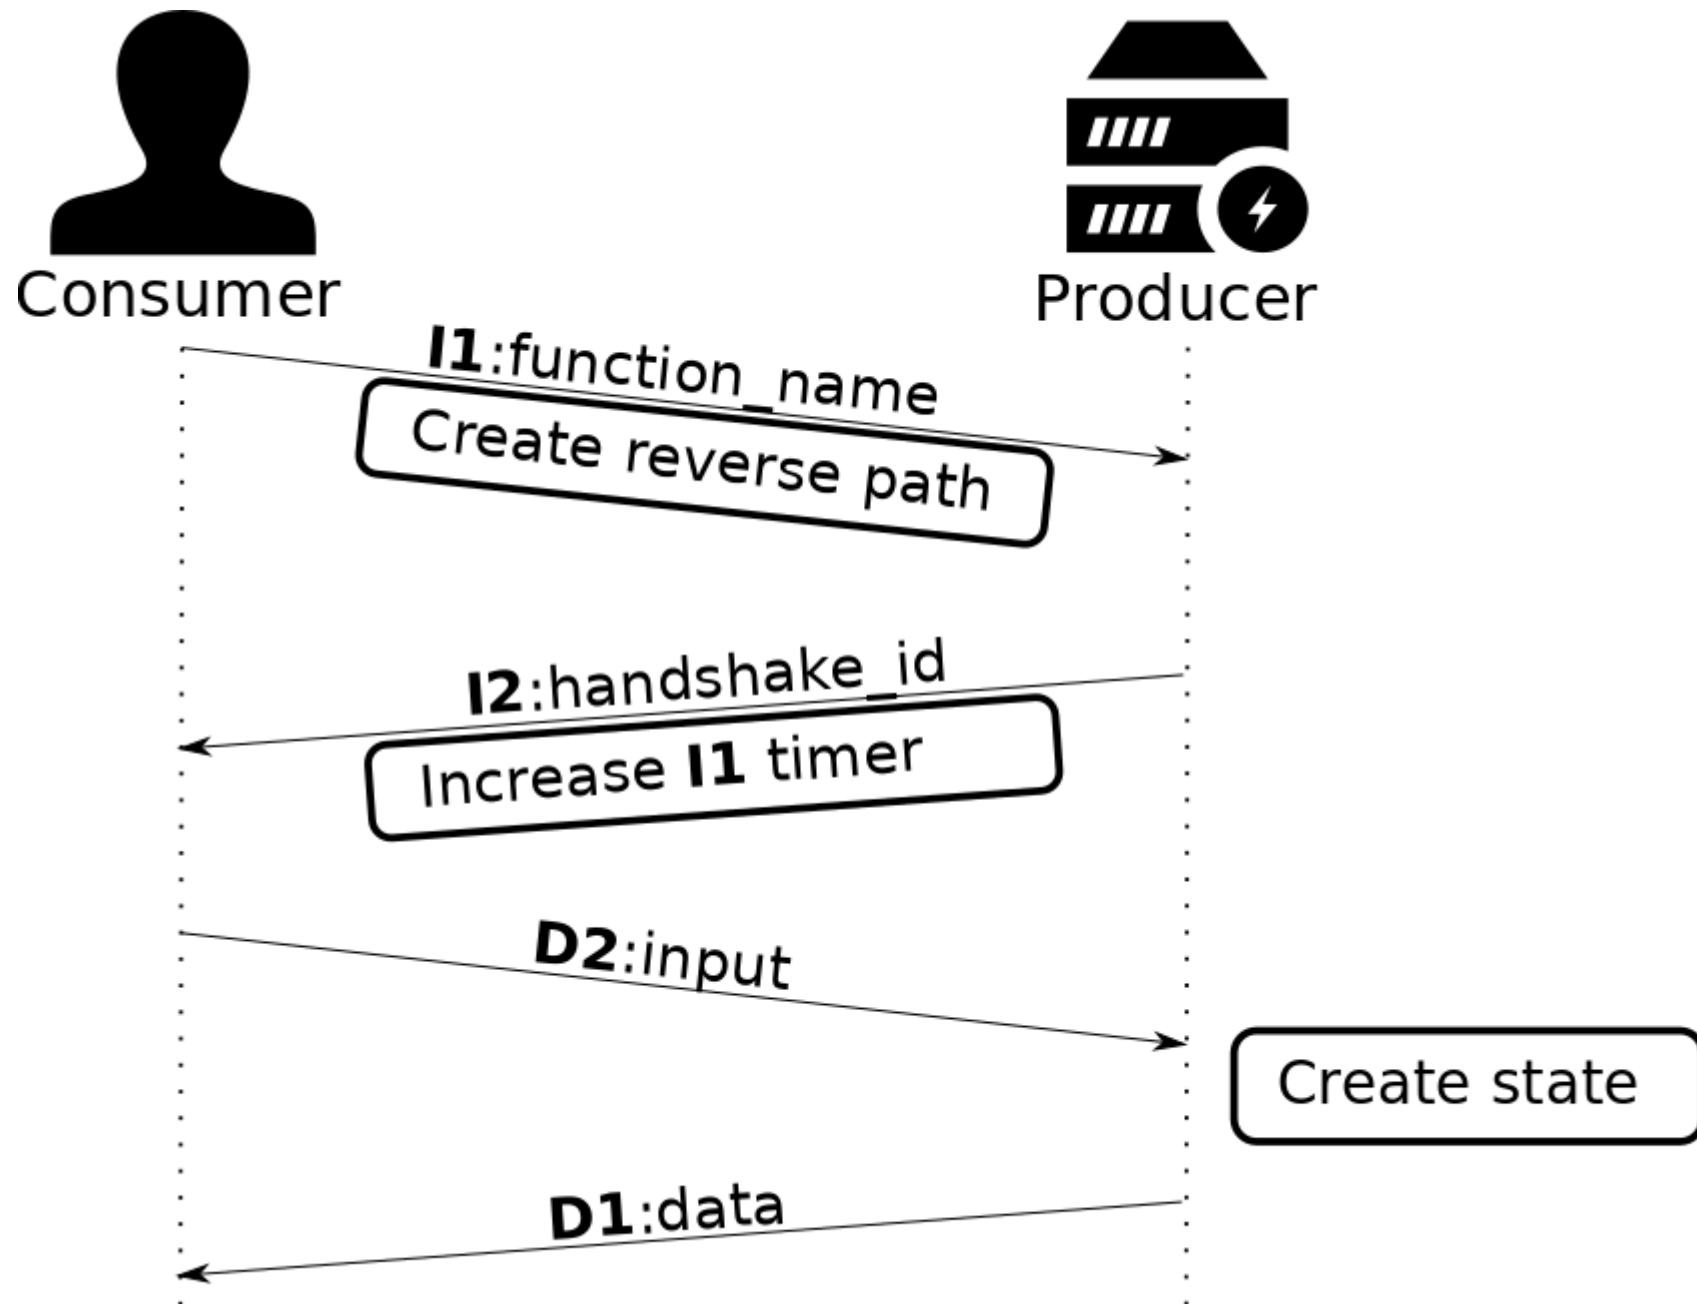 Consumer
Producer
I1:function_name
Create reverse path
I2:handshake_id
Increase I1 timer
D2:input
Create state
D1:data